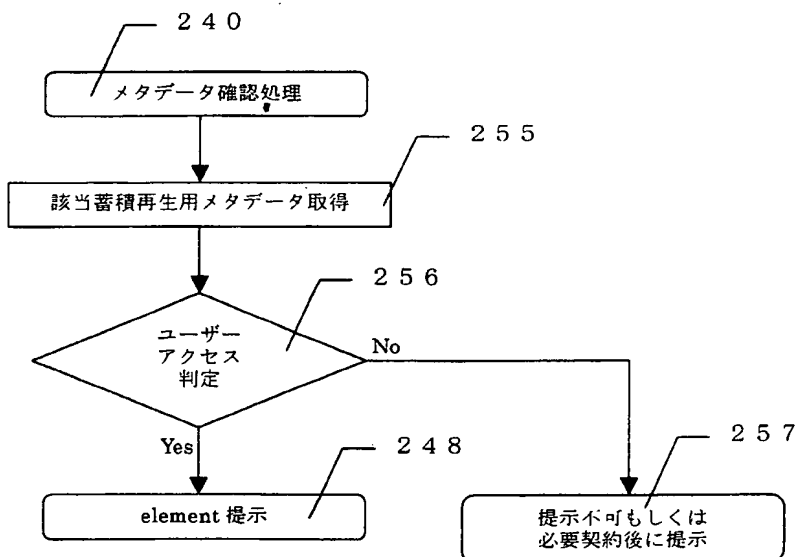 ２４０
メタデータ確認処理
２５５
該当蓄積再生用メタデータ取得
２５６
ユーザー
アクセス
判定
No
Yes
２４８
element 提示
２５７
提示不可もしくは
必要契約後に提示